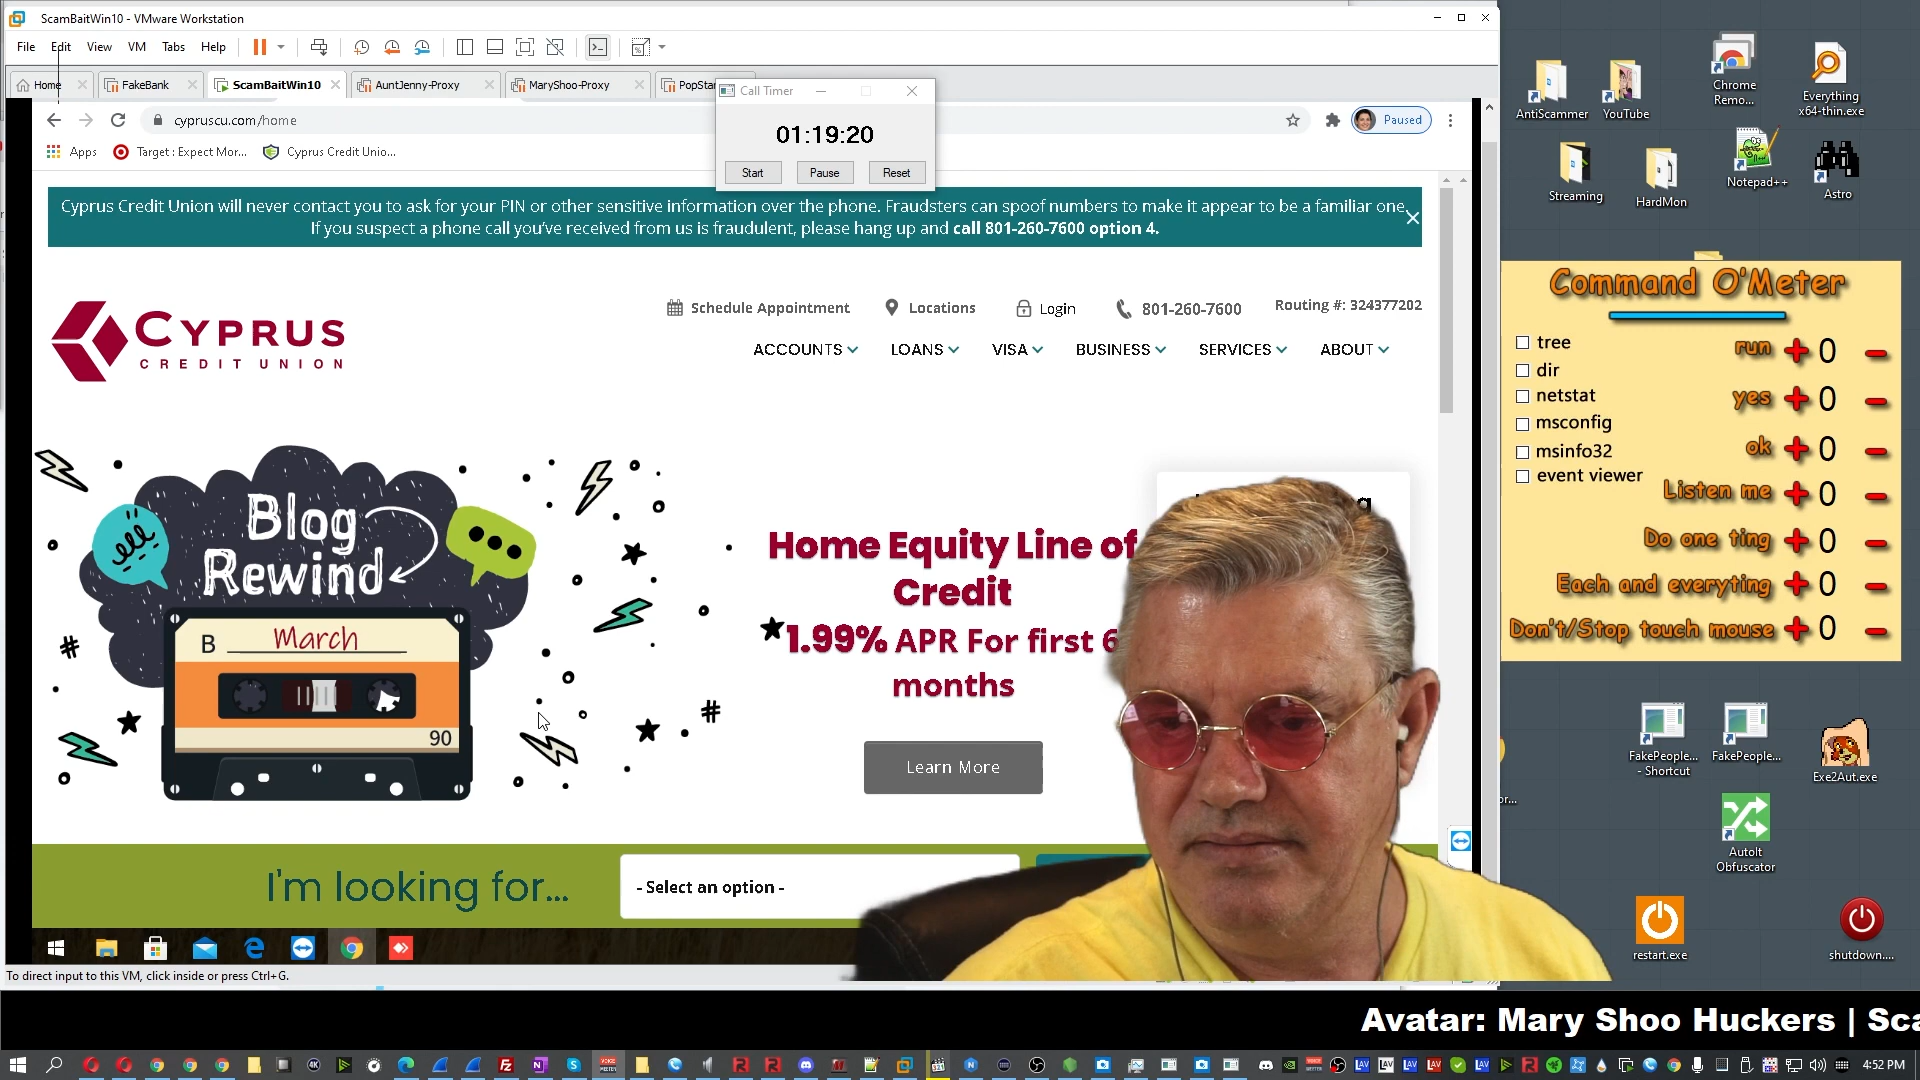 ScamBaitWin10 - VMware Workstation
File Edit View VM Tabs Help
Home FakeBank ScamBaitWin10 AuntJenny-Proxy MaryShoo-Proxy PopSta
Call Timer
01:19:20
Start Pause Reset
cypruscu.com/home
Paused
Apps Target : Expect Mor... Cyprus Credit Unio...
Cyprus Credit Union will never contact you to ask for your PIN or other sensitive information over the phone. Fraudsters can spoof numbers to make it appear to be a familiar one.
If you suspect a phone call you've received from us is fraudulent, please hang up and call 801-260-7600 option 4.
CYPRUS
CREDIT UNION
Schedule Appointment Locations Login 801-260-7600 Routing #: 324377202
ACCOUNTS LOANS VISA BUSINESS SERVICES ABOUT
Blog
Rewind
B March
90
Home Equity Line of
Credit
1.99% APR For first 6
months
Learn More
I'm looking for...
- Select an option -
To direct input to this VM, click inside or press Ctrl+G.
AntiScammer
YouTube
Chrome
Remo...
Everything
x64-thin.exe
Streaming
HardMon
Notepad++
Astro
Command O'Meter
tree
dir
netstat
msconfig
msinfo32
event viewer
run + 0 -
yes + 0 -
ok + 0 -
Listen me + 0 -
Do one ting + 0 -
Each and everyting + 0 -
Don't/Stop touch mouse + 0 -
FakePeople...
- Shortcut
FakePeople...
Exe2Aut.exe
or...
AutoIt
Obfuscator
restart.exe
shutdown....
Avatar: Mary Shoo Huckers | Sca
4:52 PM